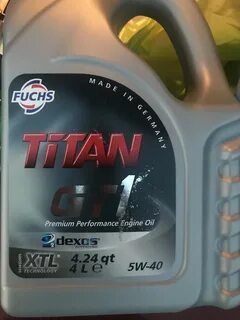 MADE IN GERMANY
FUCHS
TITAN
GT1
Premium Performance Engine Oil
dexos
XTL
TECHNOLOGY
4.24 qt
4 L e
5W-40